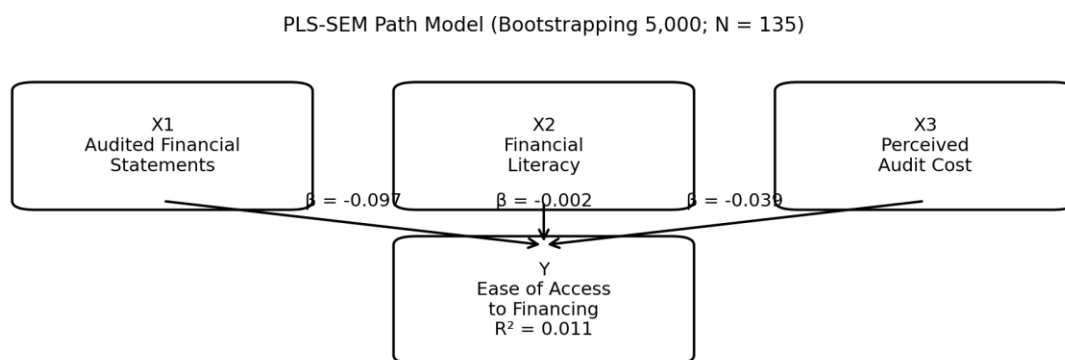 PLS-SEM Path Model (Bootstrapping 5,000; N = 135)
X1
Audited Financial
Statements
X2
Financial
Literacy
X3
Perceived
Audit Cost
β = -0.097
β = -0.002
β = -0.039
Y
Ease of Access
to Financing
R² = 0.011